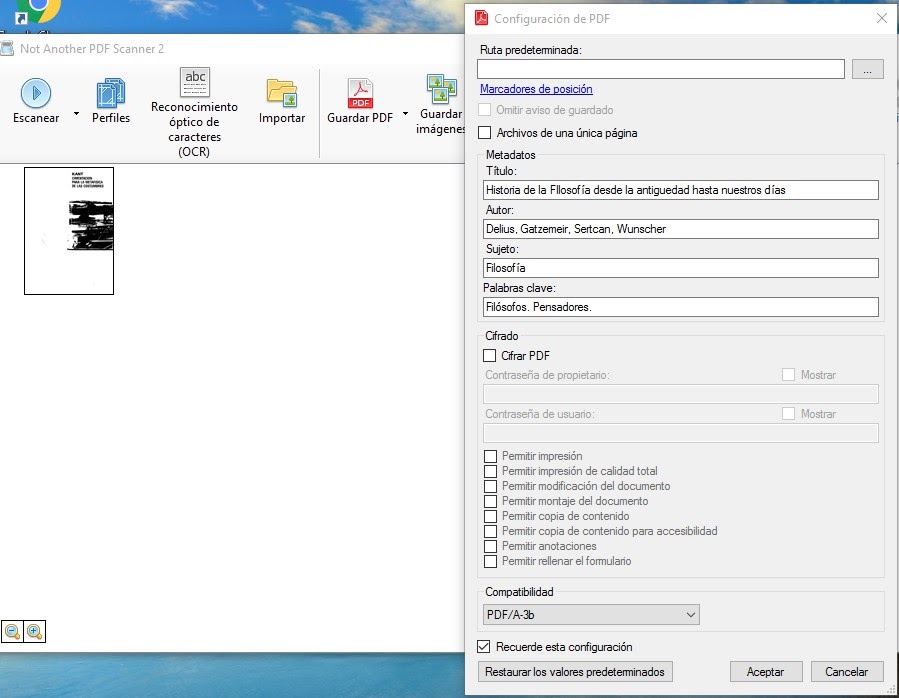 Not Another PDF Scanner 2
Escanear
Perfiles
abc
Reconocimiento
óptico de
caracteres
(OCR)
Importar
PDF
Guardar PDF
Guardar
imágenes
KANT
FUNDAMENTACION
PARA LA METAFISICA
DE LAS COSTUMBRES
Configuración de PDF
Ruta predeterminada:
...
Marcadores de posición
Omitir aviso de guardado
Archivos de una única página
Metadatos
Título:
Historia de la FIlosofía desde la antiguedad hasta nuestros días
Autor:
Delius, Gatzemeir, Sertcan, Wunscher
Sujeto:
Filosofía
Palabras clave:
Filósofos. Pensadores.
Cifrado
Cifrar PDF
Contraseña de propietario:
Mostrar
Contraseña de usuario:
Mostrar
Permitir impresión
Permitir impresión de calidad total
Permitir modificación del documento
Permitir montaje del documento
Permitir copia de contenido
Permitir copia de contenido para accesibilidad
Permitir anotaciones
Permitir rellenar el formulario
Compatibilidad
PDF/A-3b
Recuerde esta configuración
Restaurar los valores predeterminados
Aceptar
Cancelar